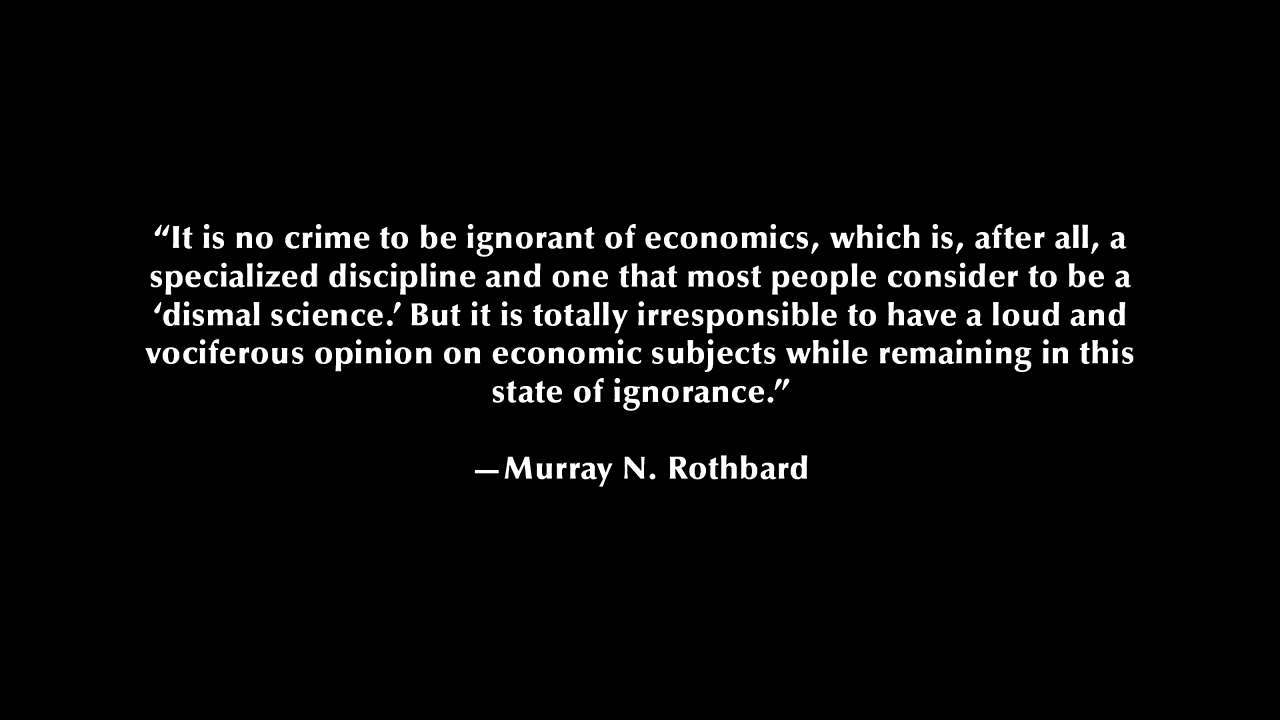 “It is no crime to be ignorant of economics, which is, after all, a
specialized discipline and one that most people consider to be a
‘dismal science.’ But it is totally irresponsible to have a loud and
vociferous opinion on economic subjects while remaining in this
state of ignorance.”
—Murray N. Rothbard